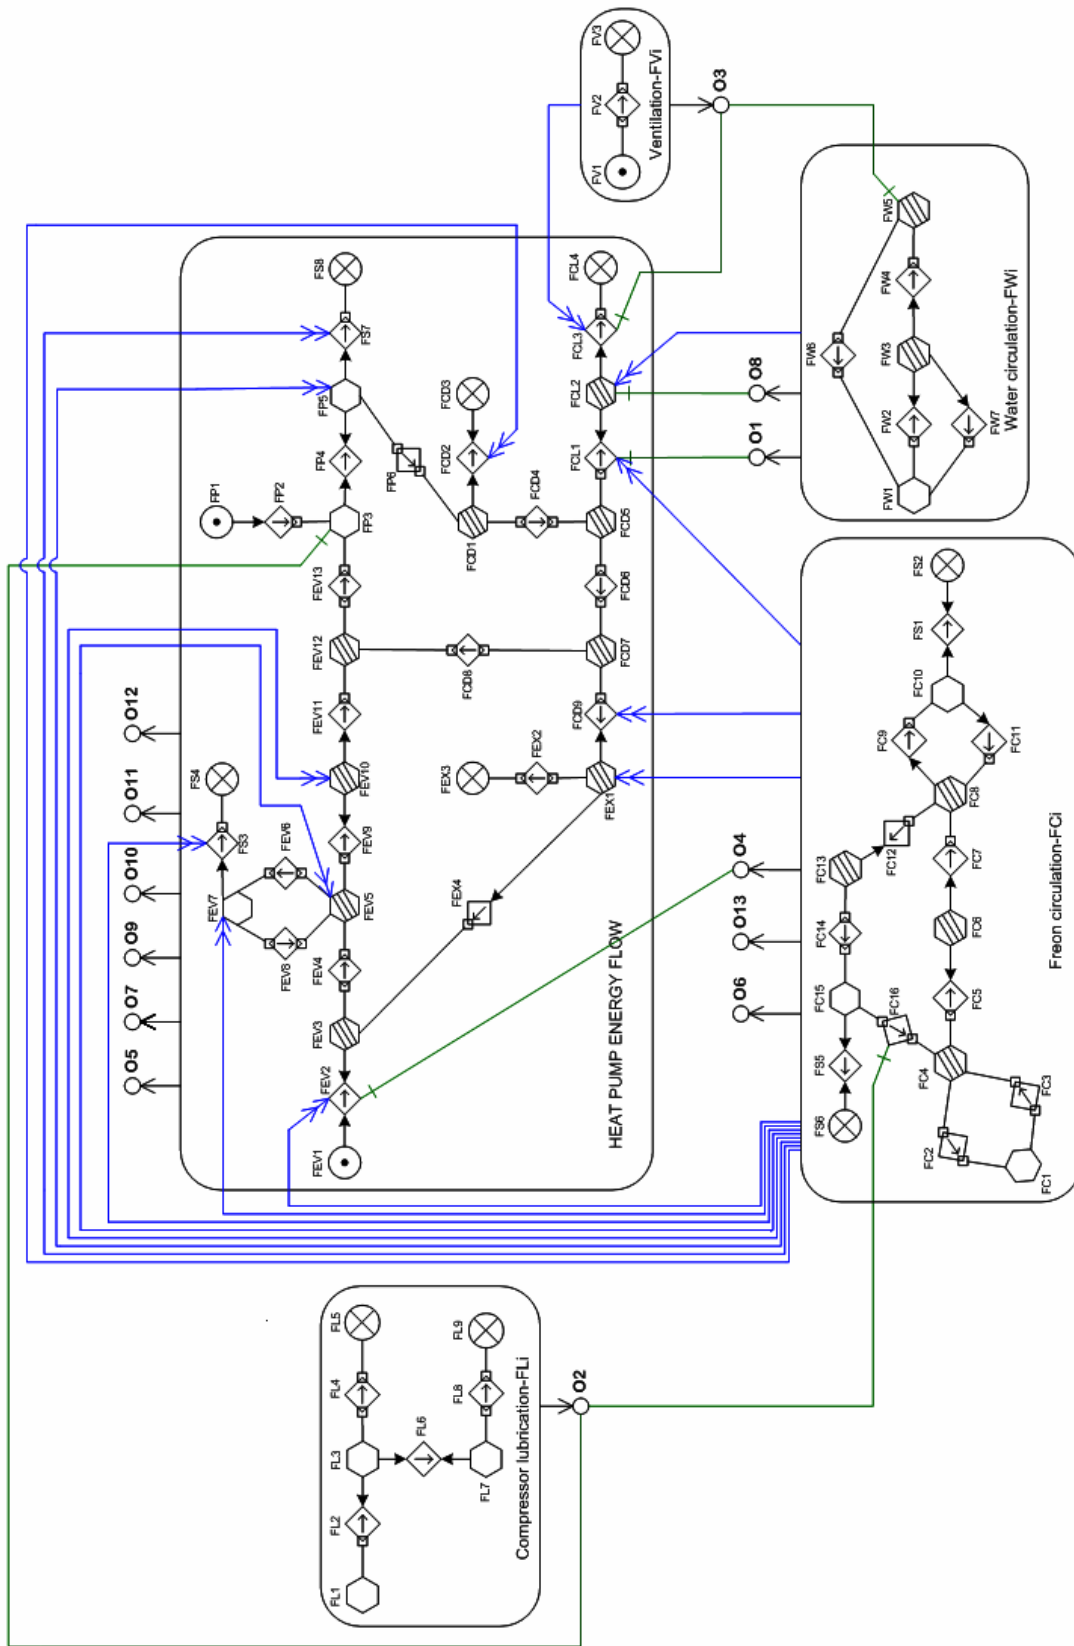 FV1
FV2
FV3
Ventilation-FVi
O3
FW1
FW2
FW3
FW4
FW5
FW6
FW7
Water circulation-FWi
O1
O8
FS8
FS7
FP5
FP4
FP1
FP2
FP3
FP6
FCD3
FCD2
FCD1
FCD4
FCD5
FCD6
FCD7
FCD8
FCD9
FCL1
FCL2
FCL3
FCL4
FEV13
FEV12
FEV11
FEV10
FEV9
FEV6
FEV5
FEV7
FEV8
FEV4
FEV3
FEV2
FEV1
FS4
FS3
FEX3
FEX2
FEX1
FEX4
HEAT PUMP ENERGY FLOW
O12
O11
O10
O9
O7
O5
O4
O13
O6
FS2
FS1
FC10
FC9
FC11
FC8
FC12
FC13
FC7
FC14
FC6
FC15
FC16
FC5
FS5
FS6
FC4
FC3
FC2
FC1
Freon circulation-FCi
FL1
FL2
FL3
FL4
FL5
FL6
FL7
FL8
FL9
Compressor lubrication-FLi
O2